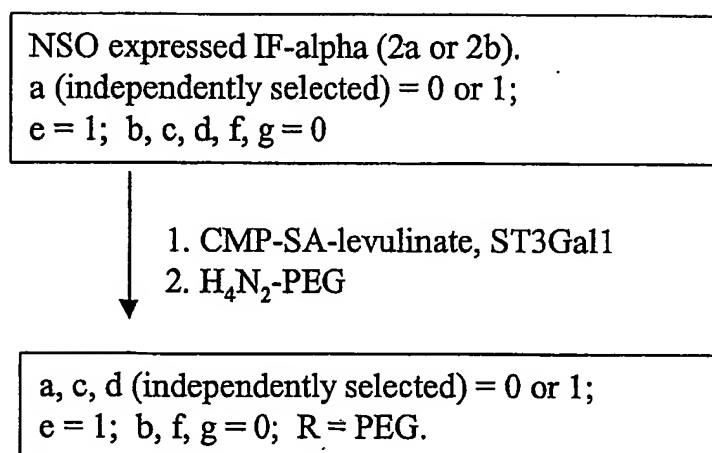 NSO expressed IF-alpha (2a or 2b).
a (independently selected) = 0 or 1;
e = 1; b, c, d, f, g = 0
1. CMP-SA-levulinate, ST3Gal1
2. H₄N₂-PEG
a, c, d (independently selected) = 0 or 1;
e = 1; b, f, g = 0; R = PEG.